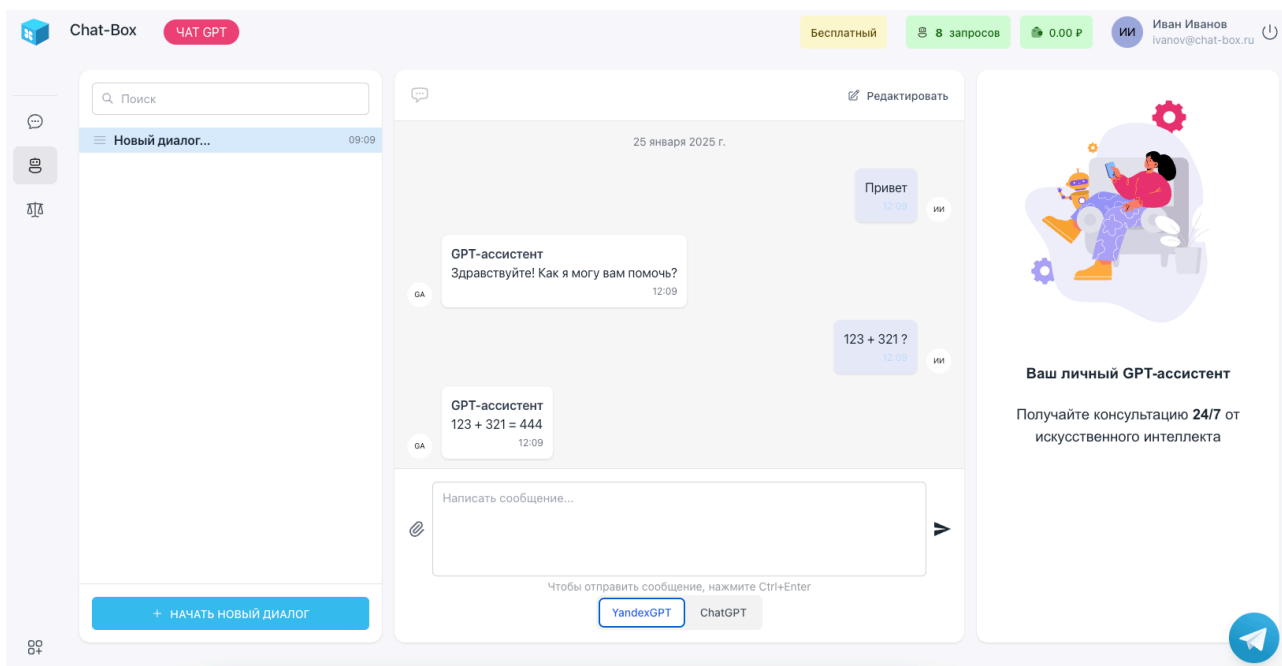 Chat-Box
ЧАТ GPT
Бесплатный
8 запросов
0.00 ₽
ИИ
Иван Иванов
ivanov@chat-box.ru
Поиск
Новый диалог...
09:09
Редактировать
25 января 2025 г.
Привет
12:09
ИИ
GPT-ассистент
Здравствуйте! Как я могу вам помочь?
12:09
GA
123 + 321 ?
12:09
ИИ
GPT-ассистент
123 + 321 = 444
12:09
GA
Написать сообщение...
Чтобы отправить сообщение, нажмите Ctrl+Enter
YandexGPT
ChatGPT
+ НАЧАТЬ НОВЫЙ ДИАЛОГ
Ваш личный GPT-ассистент
Получайте консультацию 24/7 от
искусственного интеллекта